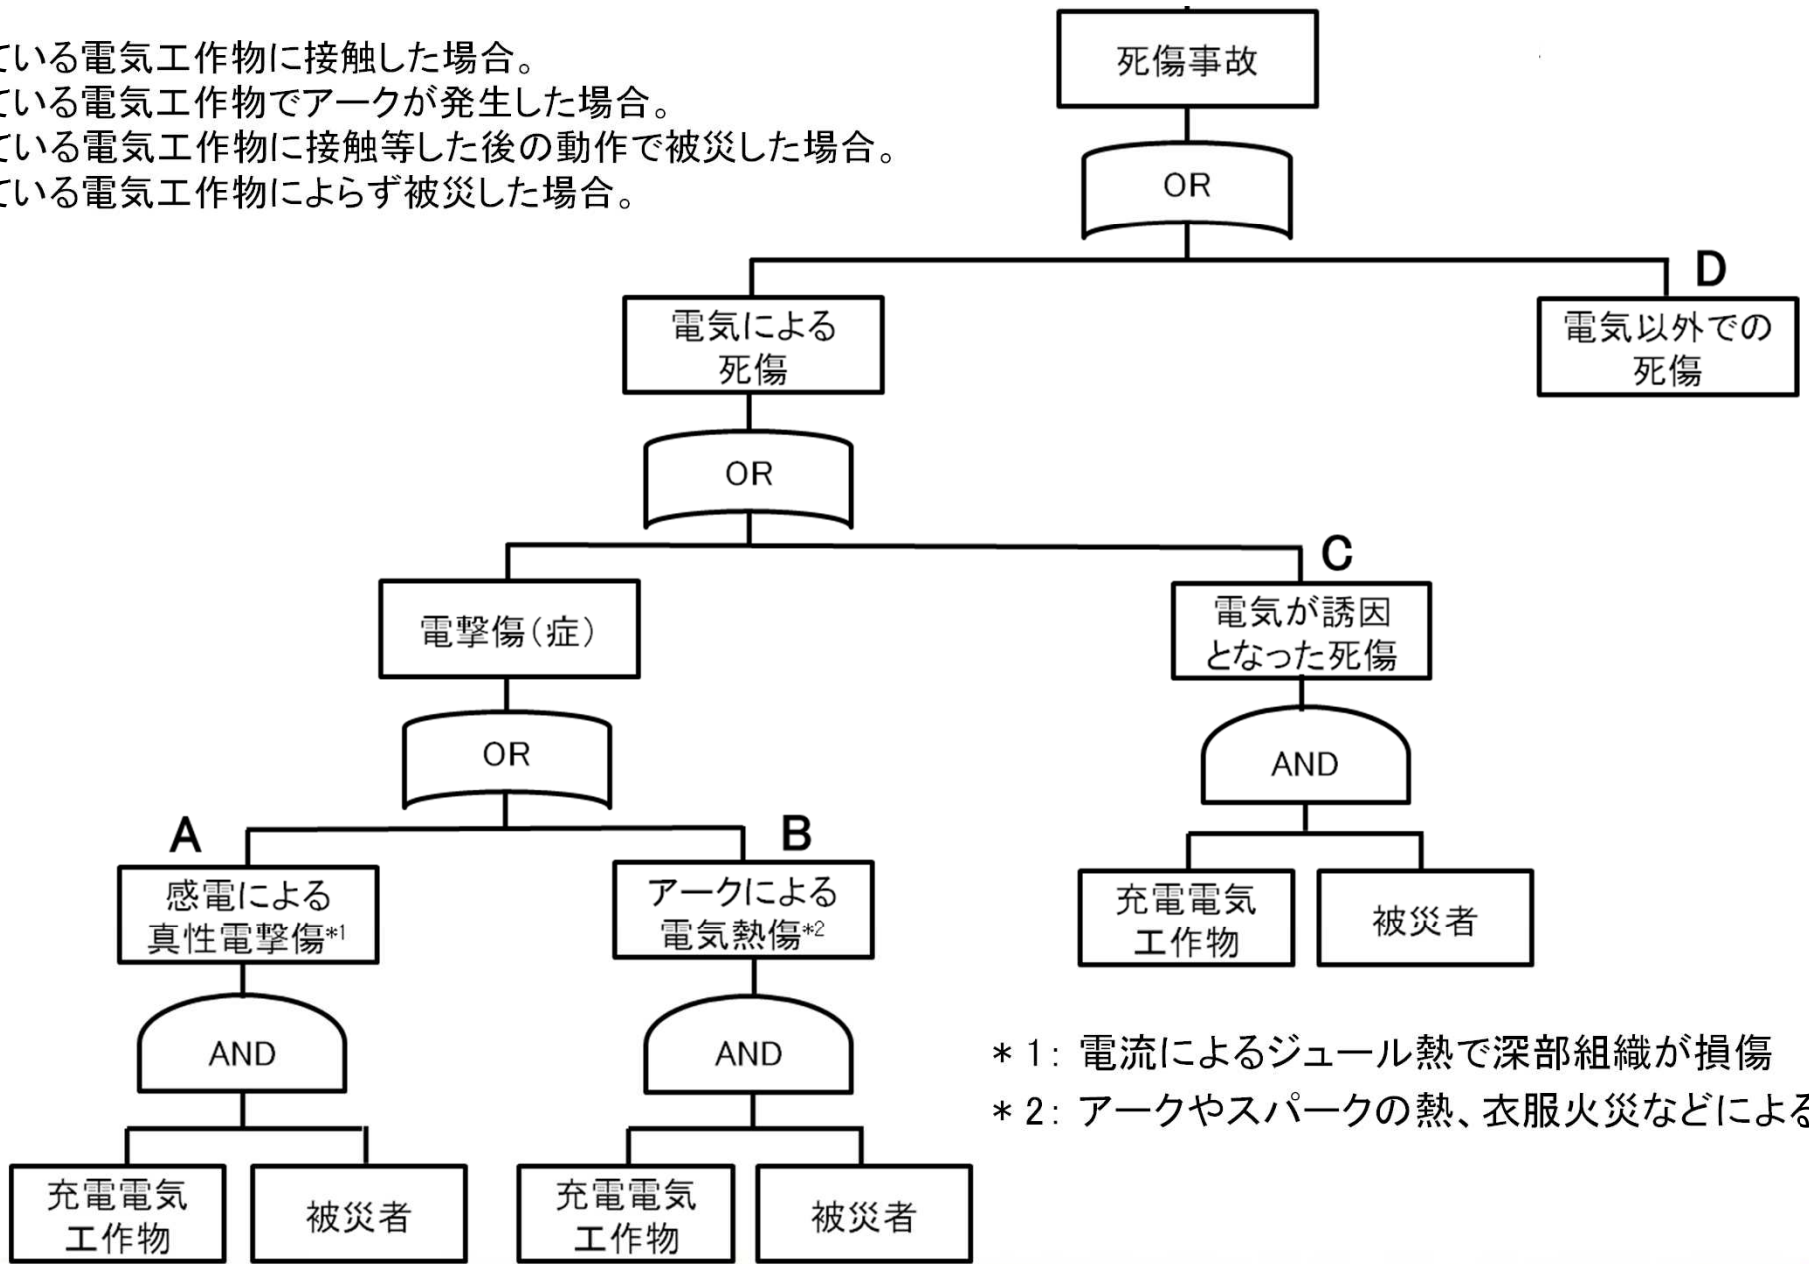 ている電気工作物に接触した場合。
ている電気工作物でアークが発生した場合。
ている電気工作物に接触等した後の動作で被災した場合。
ている電気工作物によらず被災した場合。
死傷事故
OR
D
電気による
死傷
電気以外での
死傷
OR
C
電撃傷(症)
電気が誘因
となった死傷
OR
AND
A
B
感電による
真性電撃傷*1
アークによる
電気熱傷*2
充電電気
工作物
被災者
AND
AND
*1: 電流によるジュール熱で深部組織が損傷
*2: アークやスパークの熱、衣服火災などによる
充電電気
工作物
被災者
充電電気
工作物
被災者